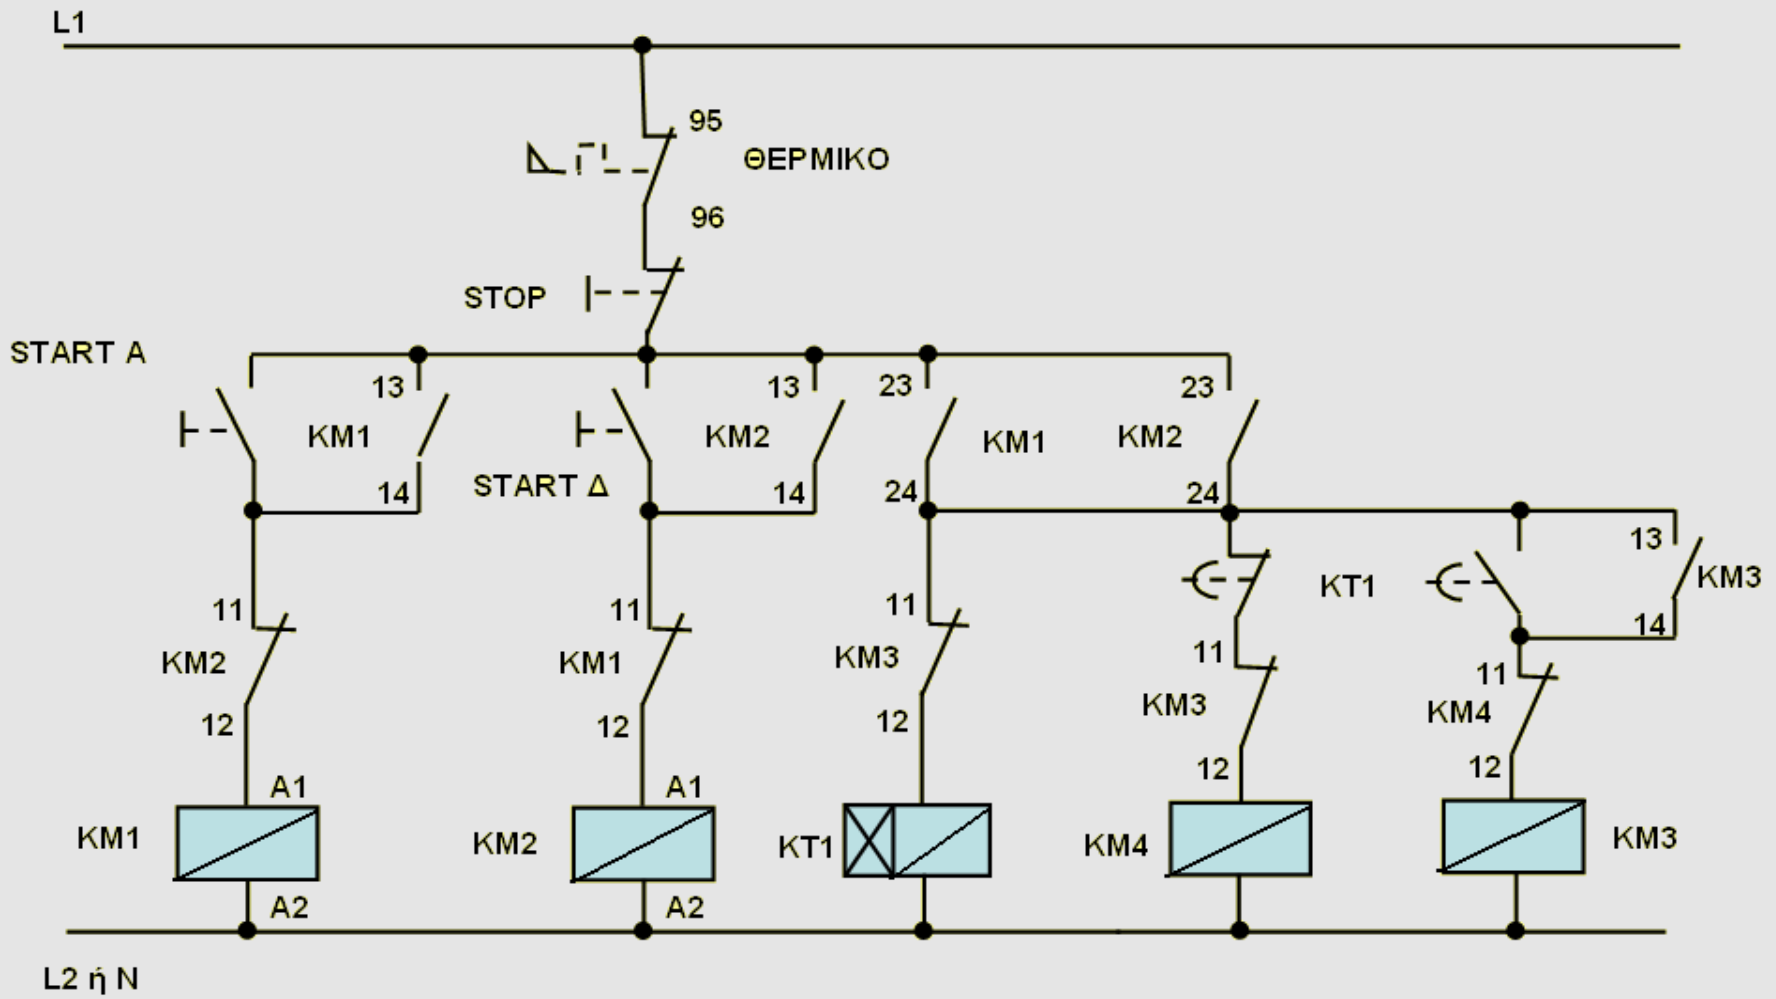 L1
95
ΘΕΡΜΙΚΟ
96
STOP
START A
13
KM1
14
START Δ
13
KM2
14
23
KM1
24
23
KM2
24
13
KM3
14
KT1
11
KM2
12
11
KM1
12
11
KM3
12
11
KM3
12
11
KM4
12
A1
KM1
A2
A1
KM2
A2
KT1
KM4
KM3
L2 ή N